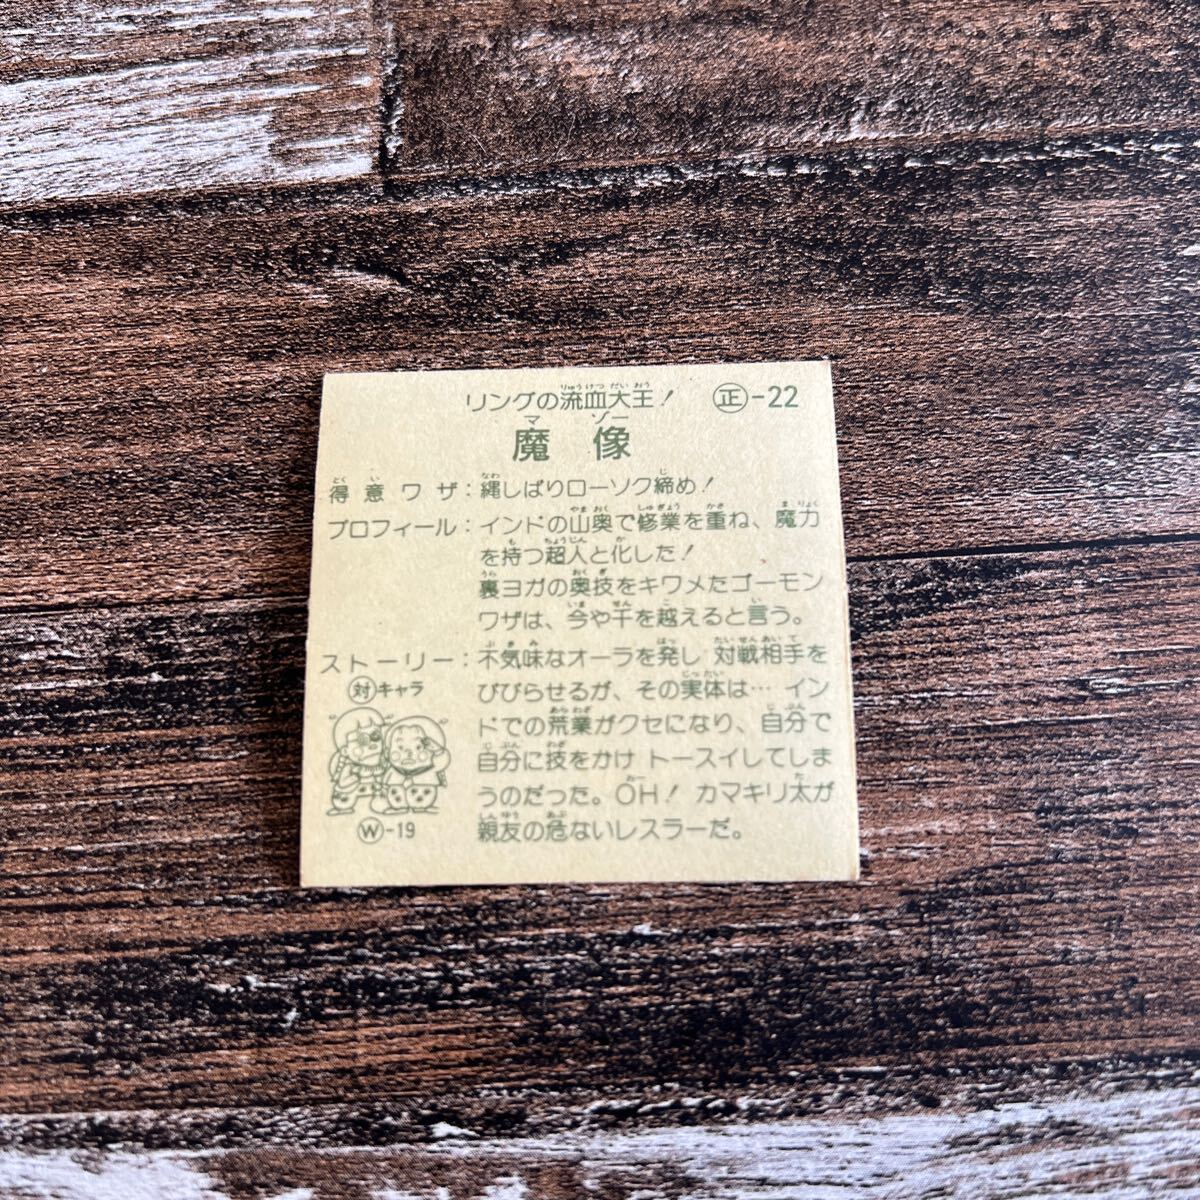 リングの流血大王! 正-22
魔像
得意ワザ:縄しばりローソク締め!
プロフィール:インドの山奥で修業を重ね、魔力
を持つ超人と化した!
裏ヨガの奥技をキワメたゴーモン
ワザは、今や千を越えると言う。
ストーリー:不気味なオーラを発し 対戦相手を
びびらせるが、その実体は… イン
ドでの荒業がクセになり、自分で
自分に技をかけ トースイしてしま
うのだった。OH! カマキリ太が
親友の危ないレスラーだ。
対キャラ
W-19